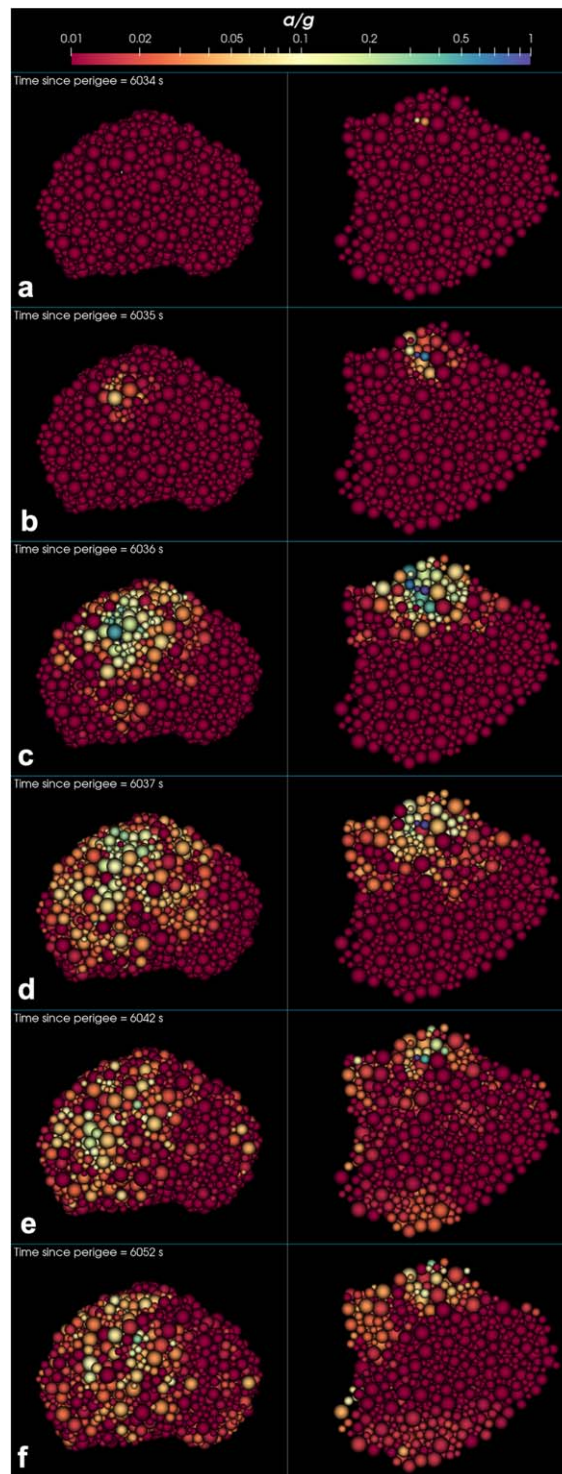 a/g
0.01 0.02 0.05 0.1 0.2 0.5 1
Time since perigee = 6034 s
a
Time since perigee = 6035 s
b
Time since perigee = 6036 s
c
Time since perigee = 6037 s
d
Time since perigee = 6042 s
e
Time since perigee = 6052 s
f